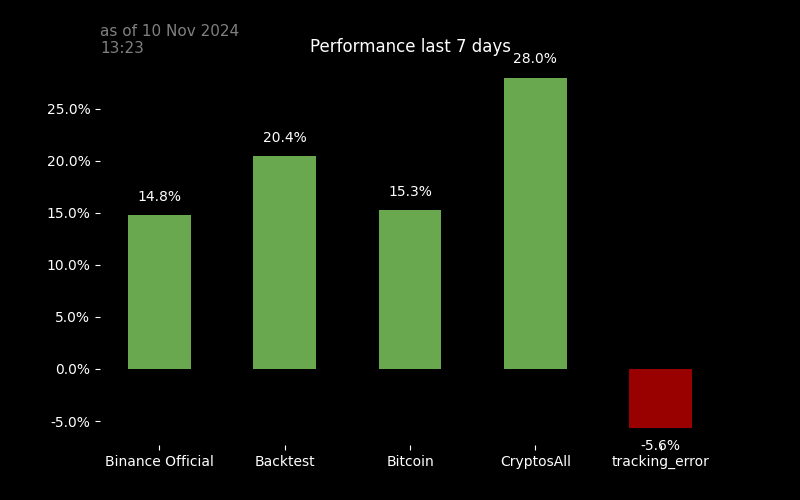 as of 10 Nov 2024
13:23
Performance last 7 days
28.0%
25.0%
20.4%
20.0%
14.8%
15.3%
15.0%
10.0%
5.0%
0.0%
-5.0%
-5.6%
Binance Official
Backtest
Bitcoin
CryptosAll
tracking_error